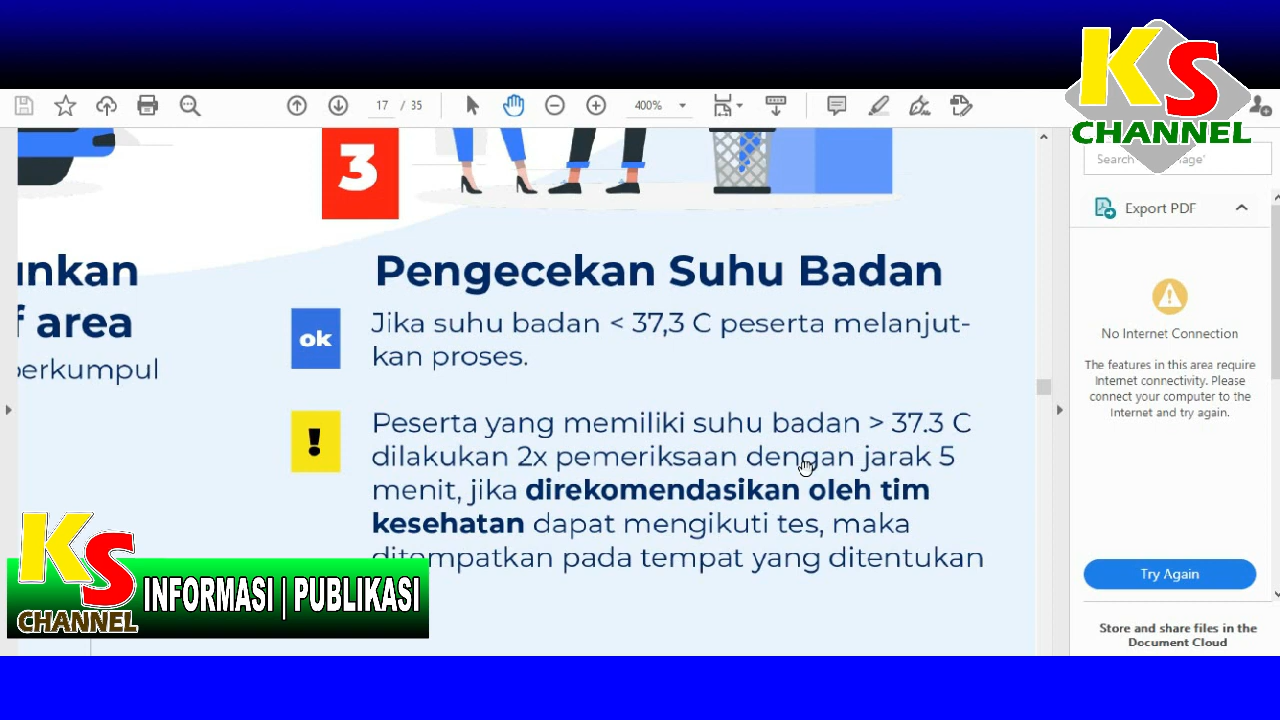 KS
CHANNEL
17 / 35
400%
Search
age'
Export PDF
No Internet Connection
The features in this area require
Internet connectivity. Please
connect your computer to the
Internet and try again.
Try Again
Store and share files in the
Document Cloud
3
unkan
f area
berkumpul
Pengecekan Suhu Badan
ok
Jika suhu badan < 37,3 C peserta melanjut-
kan proses.
!
Peserta yang memiliki suhu badan > 37.3 C
dilakukan 2x pemeriksaan dengan jarak 5
menit, jika direkomendasikan oleh tim
kesehatan dapat mengikuti tes, maka
ditempatkan pada tempat yang ditentukan
KS
CHANNEL
INFORMASI | PUBLIKASI